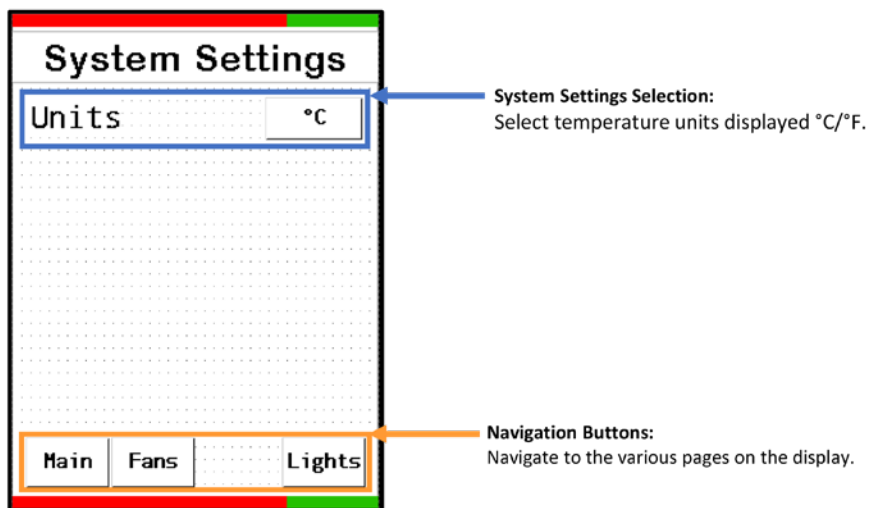 System Settings
Units °C
System Settings Selection:
Select temperature units displayed °C/°F.
Main Fans Lights
Navigation Buttons:
Navigate to the various pages on the display.